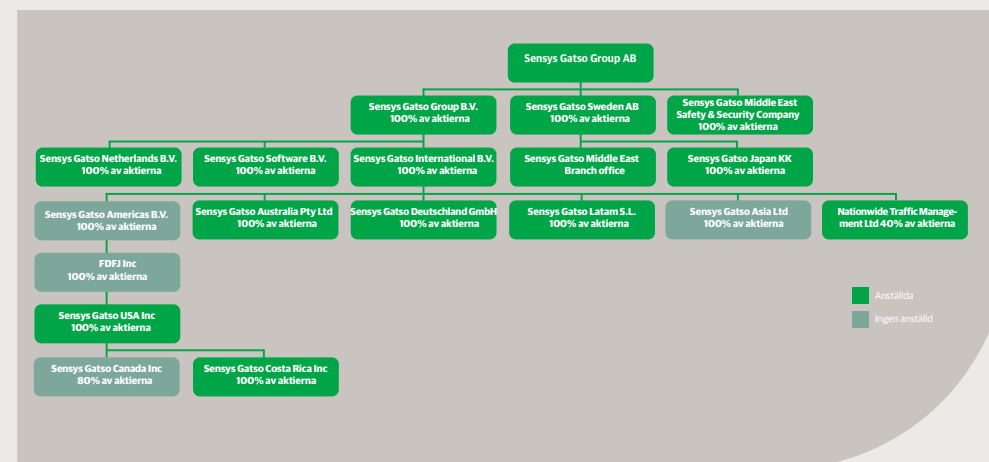 Sensys Gatso Group AB
Sensys Gatso Group B.V.
100% av aktierna
Sensys Gatso Sweden AB
100% av aktierna
Sensys Gatso Middle East
Safety & Security Company
100% av aktierna
Sensys Gatso Netherlands B.V.
100% av aktierna
Sensys Gatso Software B.V.
100% av aktierna
Sensys Gatso International B.V.
100% av aktierna
Sensys Gatso Middle East
Branch office
Sensys Gatso Japan KK
100% av aktierna
Sensys Gatso Americas B.V.
100% av aktierna
Sensys Gatso Australia Pty Ltd
100% av aktierna
Sensys Gatso Deutschland GmbH
100% av aktierna
Sensys Gatso Latam S.L.
100% av aktierna
Sensys Gatso Asia Ltd
100% av aktierna
Nationwide Traffic Manage-
ment Ltd 40% av aktierna
FDFJ Inc
100% av aktierna
Sensys Gatso USA Inc
100% av aktierna
Sensys Gatso Canada Inc
80% av aktierna
Sensys Gatso Costa Rica Inc
100% av aktierna
Anställda
Ingen anställd